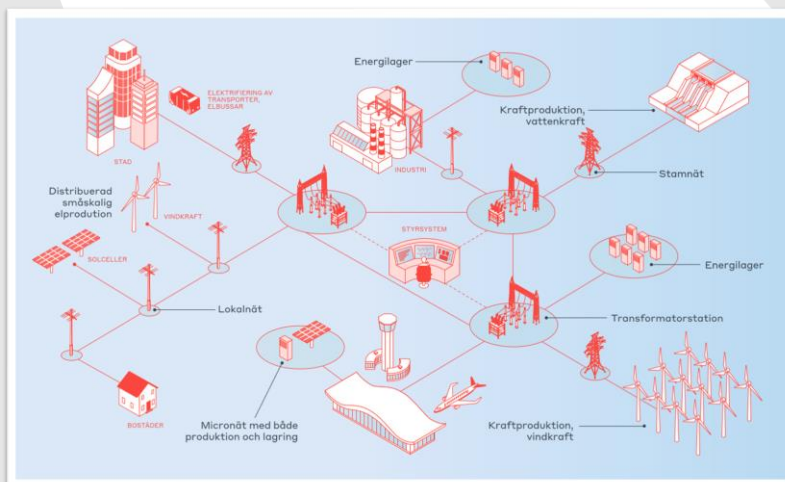 Energilager
ELEKTRIFIERING AV
TRANSPORTER,
ELBUSSAR
Kraftproduktion,
vattenkraft
STAD
INDUSTRI
Stamnät
Distribuerad
småskalig
elprodution
VINDKRAFT
STYRSYSTEM
SOLCELLER
Energilager
Lokalnät
Transformatorstation
BOSTÄDER
Micronät med både
produktion och lagring
Kraftproduktion,
vindkraft